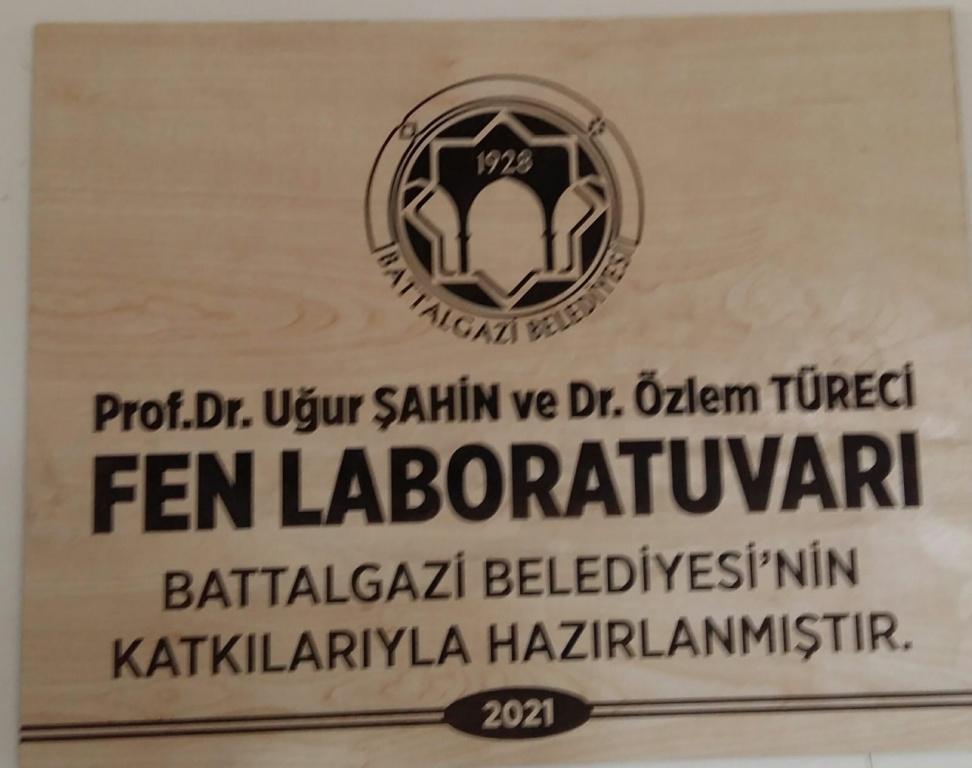 1928
BATTALGAZİ BELEDİYESİ
Prof.Dr. Uğur ŞAHİN ve Dr. Özlem TÜRECİ
FEN LABORATUVARI
BATTALGAZİ BELEDİYESİ’NİN
KATKILARIYLA HAZIRLANMIŞTIR.
2021